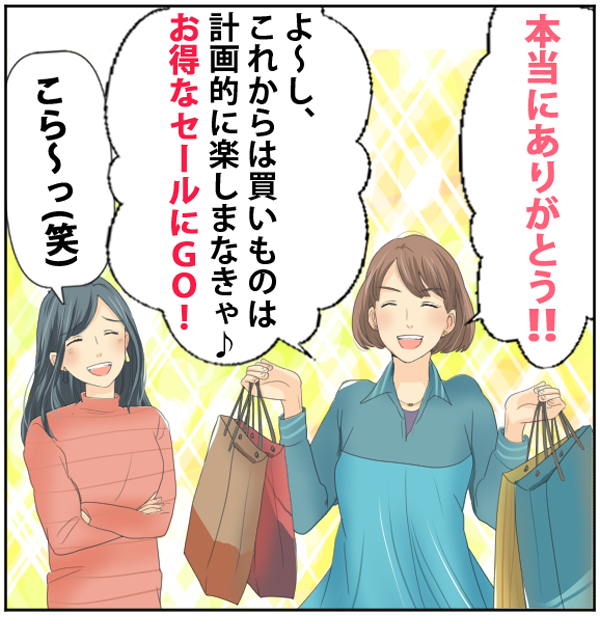 本当にありがとう!!
よ～し、
これからは買いものは
計画的に楽しまなきゃ♪
お得なセールにGO！
こら～っ(笑)